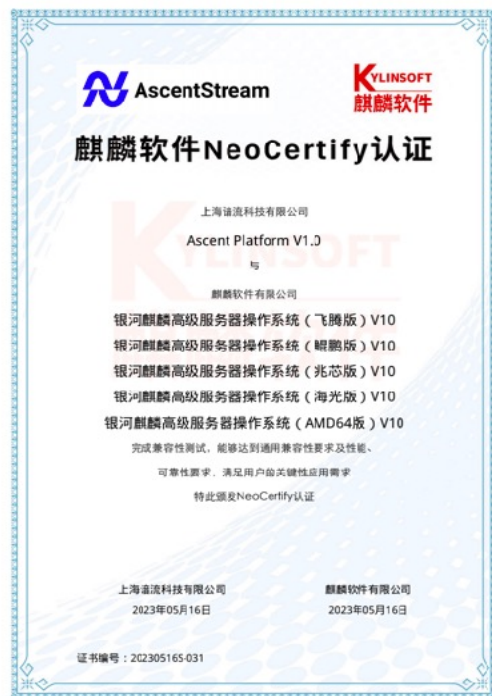 AscentStream
KYLINSOFT
麒麟软件
麒麟软件NeoCertify认证
上海谙流科技有限公司
Ascent Platform V1.0
与
麒麟软件有限公司
银河麒麟高级服务器操作系统（飞腾版）V10
银河麒麟高级服务器操作系统（鲲鹏版）V10
银河麒麟高级服务器操作系统（兆芯版）V10
银河麒麟高级服务器操作系统（海光版）V10
银河麒麟高级服务器操作系统（AMD64版）V10
完成兼容性测试，能够达到通用兼容性要求及性能、
可靠性要求，满足用户的关键性应用需求
特此颁发NeoCertify认证
上海谙流科技有限公司
麒麟软件有限公司
2023年05月16日
2023年05月16日
证书编号：202305165-031